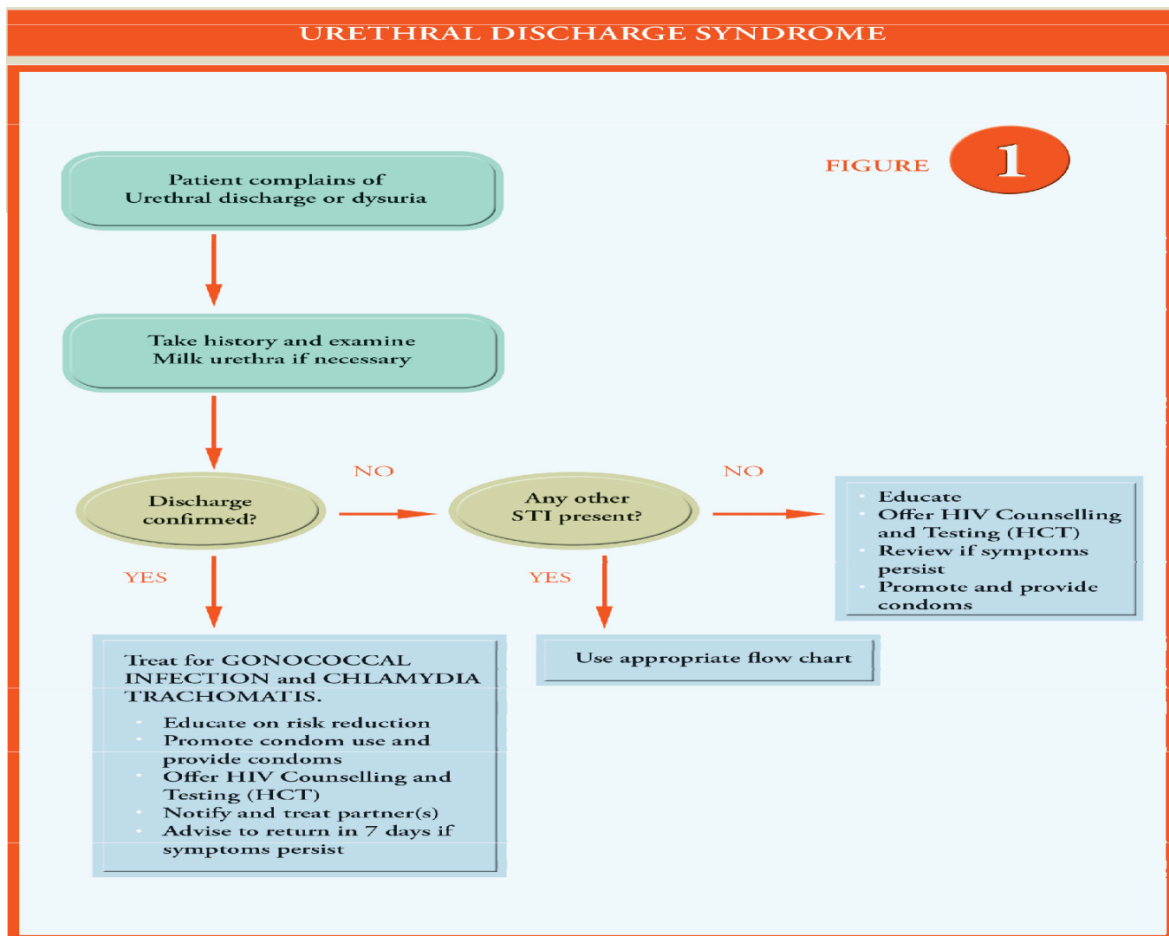 URETHRAL DISCHARGE SYNDROME
FIGURE 1
Patient complains of
Urethral discharge or dysuria
Take history and examine
Milk urethra if necessary
Discharge
confirmed?
NO
Any other
STI present?
NO
• Educate
• Offer HIV Counselling
and Testing (HCT)
• Review if symptoms
persist
• Promote and provide
condoms
YES
YES
Treat for GONOCOCCAL
INFECTION and CHLAMYDIA
TRACHOMATIS.
• Educate on risk reduction
• Promote condom use and
provide condoms
• Offer HIV Counselling and
Testing (HCT)
• Notify and treat partner(s)
• Advise to return in 7 days if
symptoms persist
Use appropriate flow chart